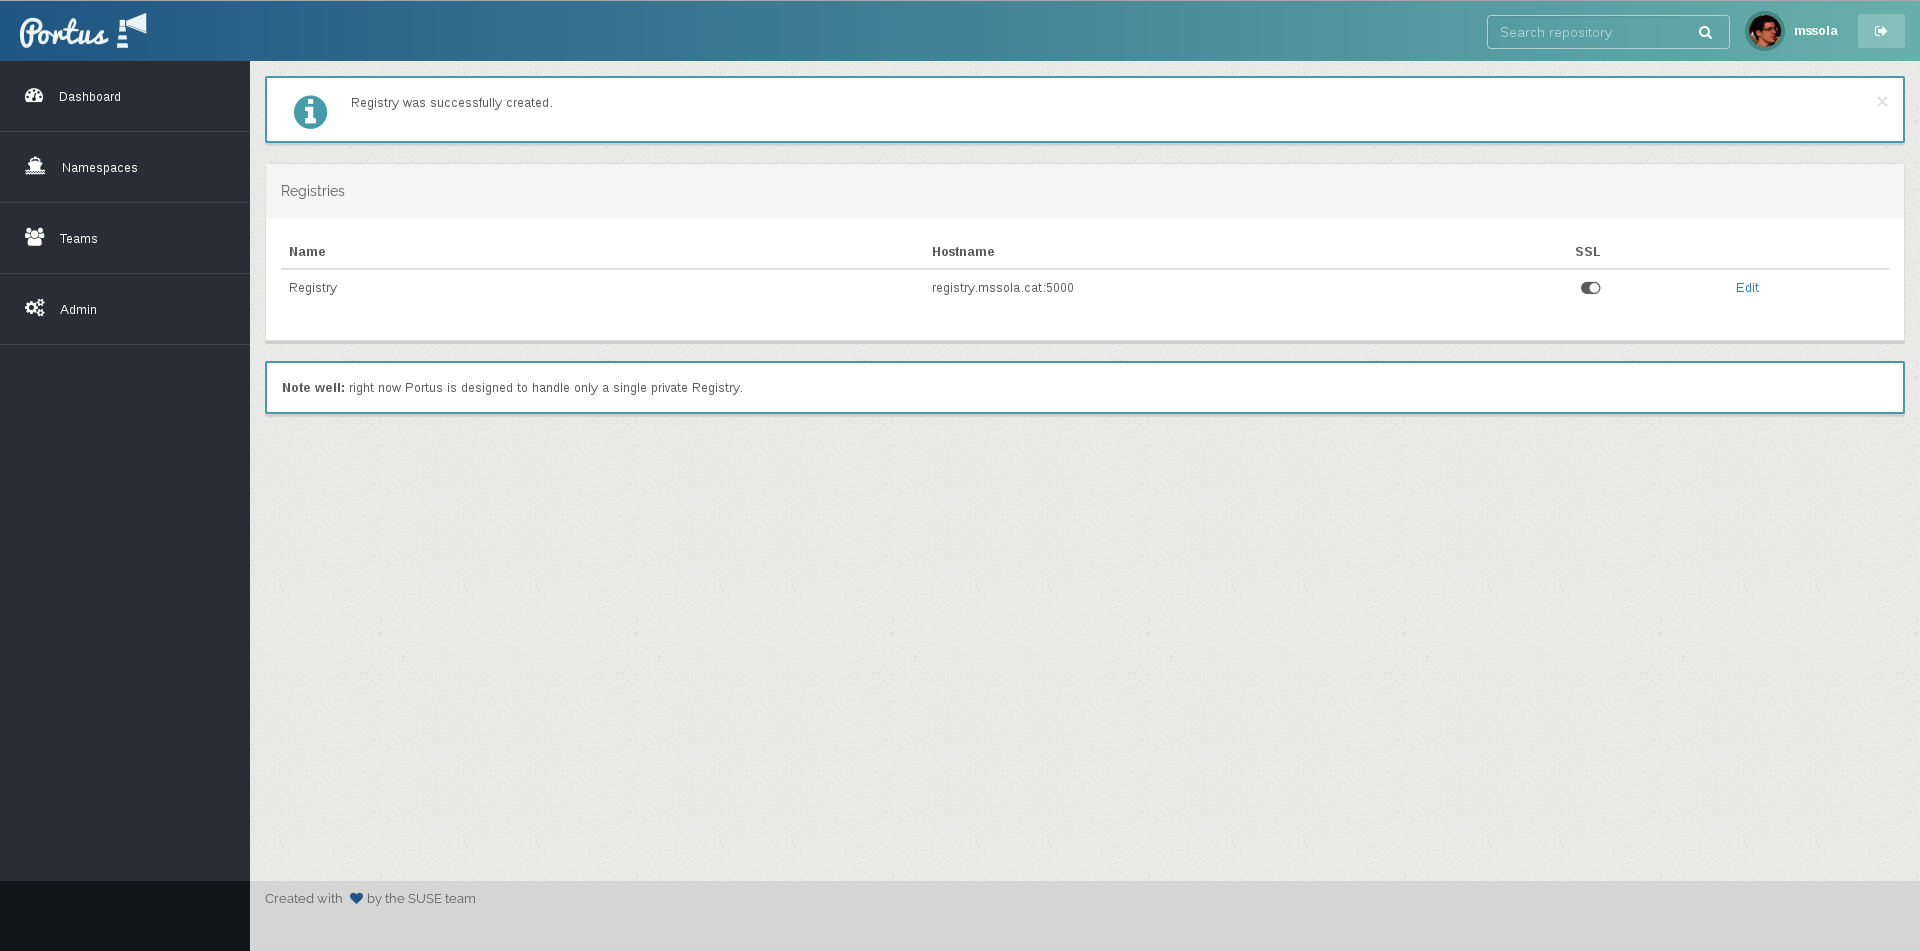 Portus
Search repository
mssola
Dashboard
Namespaces
Teams
Admin
Registry was successfully created.
×
Registries
Name Hostname SSL
Registry registry.mssola.cat:5000 Edit
Note well: right now Portus is designed to handle only a single private Registry.
Created with by the SUSE team